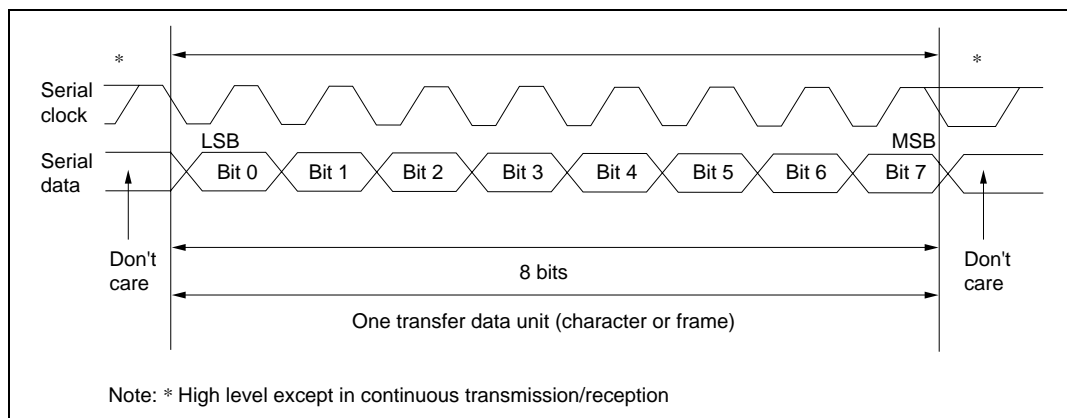 * *
Serial clock
LSB MSB
Serial data Bit 0 Bit 1 Bit 2 Bit 3 Bit 4 Bit 5 Bit 6 Bit 7
Don't care 8 bits Don't care
One transfer data unit (character or frame)
Note: * High level except in continuous transmission/reception